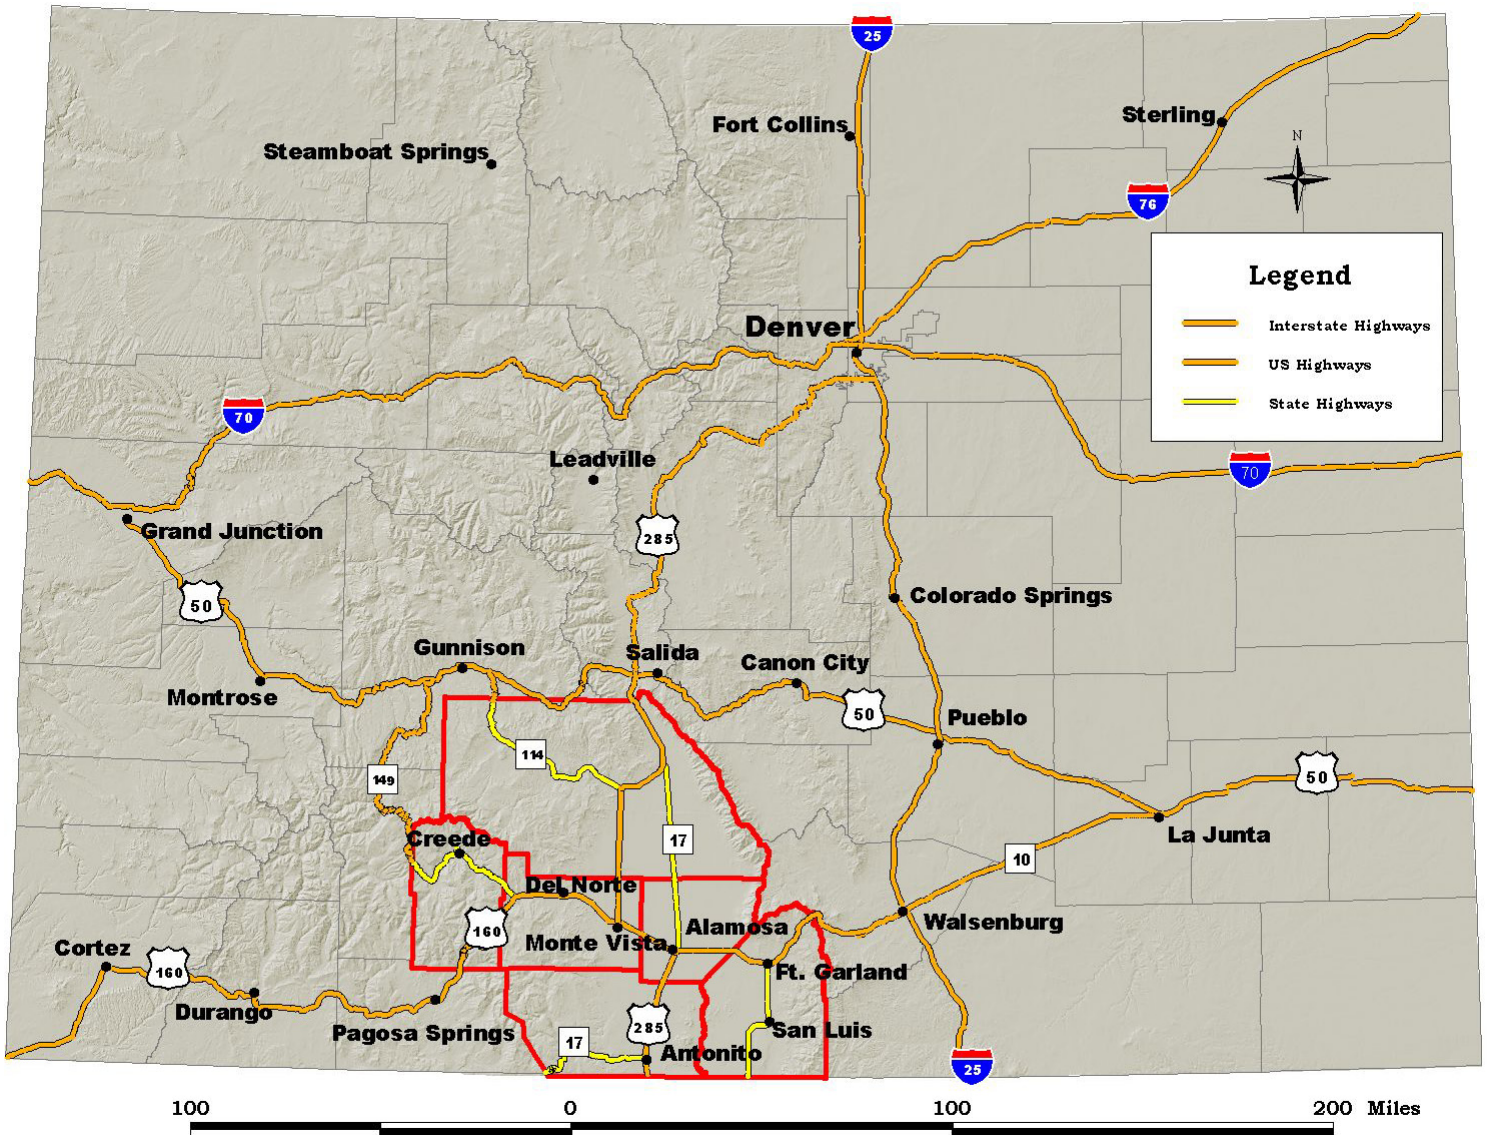 25
Fort Collins
Sterling
N
Steamboat Springs
76
Legend
Interstate Highways
US Highways
State Highways
Denver
70
Leadville
70
Grand Junction
285
50
Colorado Springs
Gunnison
Salida
Canon City
Montrose
50
Pueblo
114
149
50
17
Creede
La Junta
10
Del Norte
160
Alamosa
Walsenburg
Monte Vista
Cortez
160
Ft. Garland
Durango
Pagosa Springs
285
San Luis
17
Antonito
25
100 0 100 200 Miles